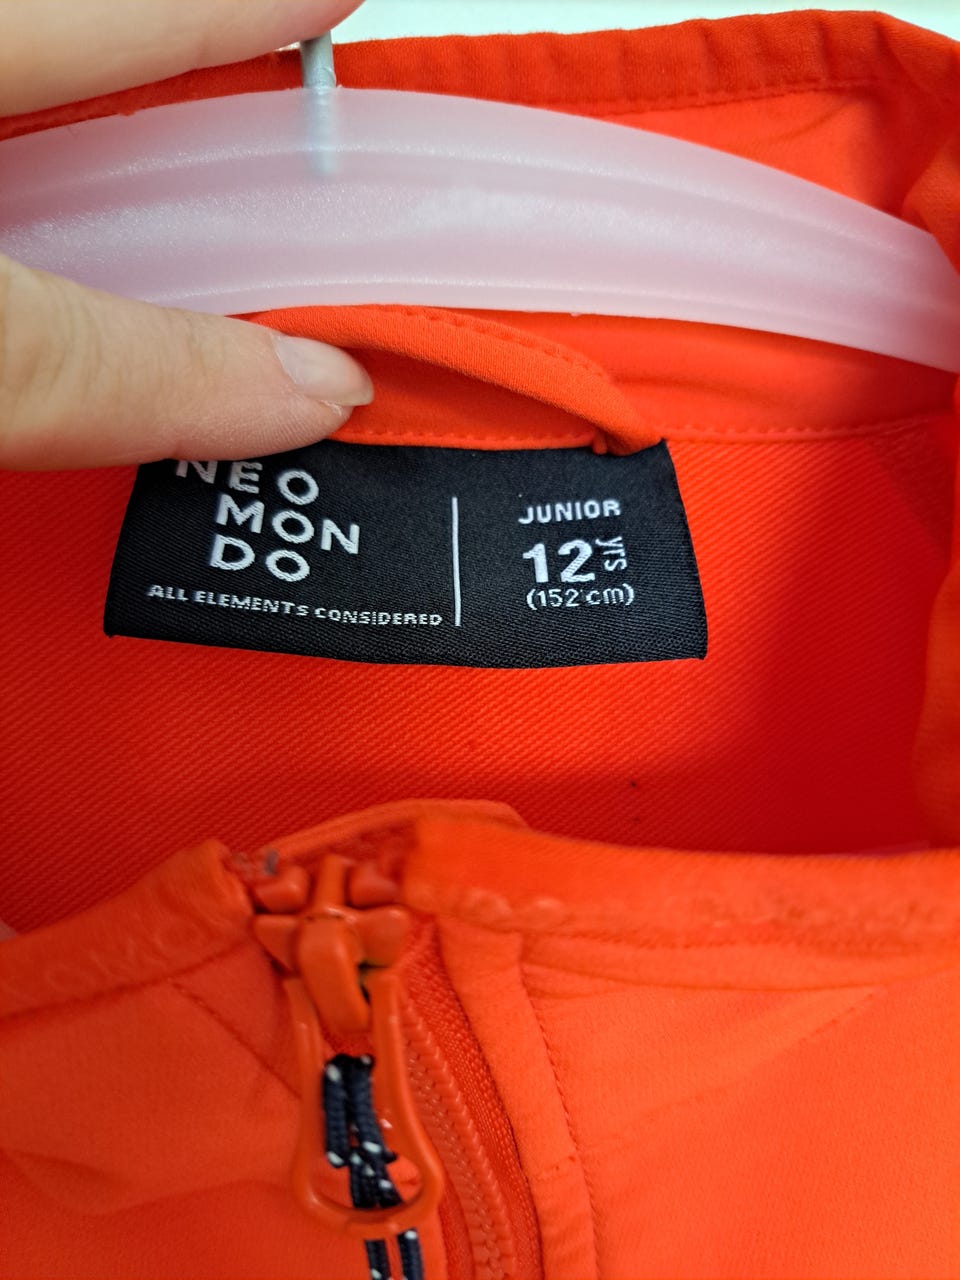 NEO
MON
DO
ALL ELEMENTS CONSIDERED
JUNIOR
12 yrs
(152 cm)